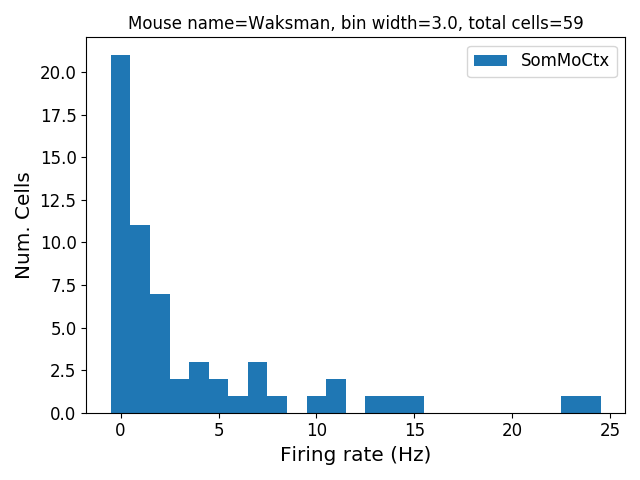 Mouse name=Waksman, bin width=3.0, total cells=59
SomMoCtx
Num. Cells
20.0
17.5
15.0
12.5
10.0
7.5
5.0
2.5
0.0
0 5 10 15 20 25
Firing rate (Hz)